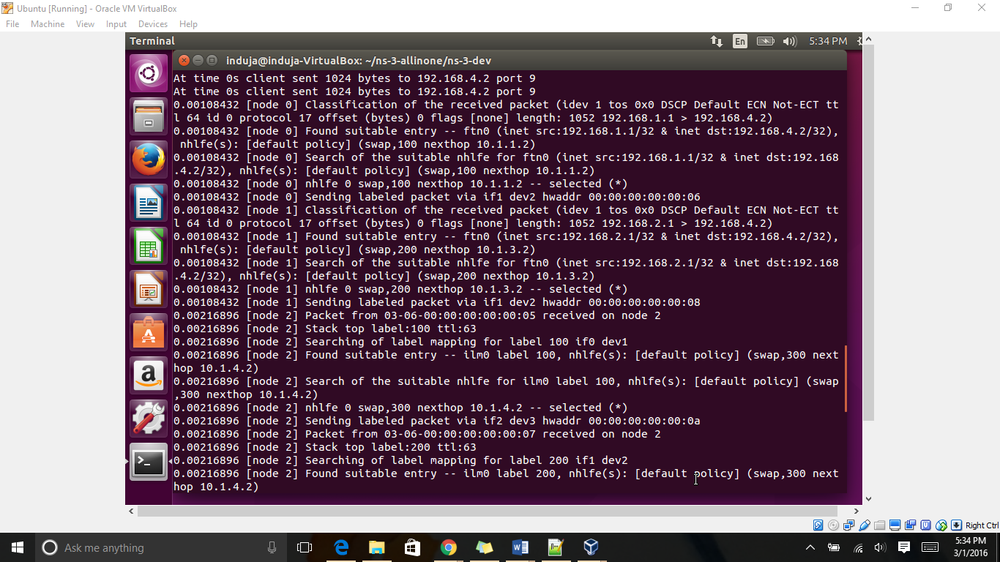 Ubuntu [Running] - Oracle VM VirtualBox
File Machine View Input Devices Help
Terminal
En
5:34 PM
induja@induja-VirtualBox: ~/ns-3-allinone/ns-3-dev
At time 0s client sent 1024 bytes to 192.168.4.2 port 9
At time 0s client sent 1024 bytes to 192.168.4.2 port 9
0.00108432 [node 0] Classification of the received packet (idev 1 tos 0x0 DSCP Default ECN Not-ECT tt
l 64 id 0 protocol 17 offset (bytes) 0 flags [none] length: 1052 192.168.1.1 > 192.168.4.2)
0.00108432 [node 0] Found suitable entry -- ftn0 (inet src:192.168.1.1/32 & inet dst:192.168.4.2/32),
 nhlfe(s): [default policy] (swap,100 nexthop 10.1.1.2)
0.00108432 [node 0] Search of the suitable nhlfe for ftn0 (inet src:192.168.1.1/32 & inet dst:192.168
.4.2/32), nhlfe(s): [default policy] (swap,100 nexthop 10.1.1.2)
0.00108432 [node 0] nhlfe 0 swap,100 nexthop 10.1.1.2 -- selected (*)
0.00108432 [node 0] Sending labeled packet via if1 dev2 hwaddr 00:00:00:00:00:06
0.00108432 [node 1] Classification of the received packet (idev 1 tos 0x0 DSCP Default ECN Not-ECT tt
l 64 id 0 protocol 17 offset (bytes) 0 flags [none] length: 1052 192.168.2.1 > 192.168.4.2)
0.00108432 [node 1] Found suitable entry -- ftn0 (inet src:192.168.2.1/32 & inet dst:192.168.4.2/32),
 nhlfe(s): [default policy] (swap,200 nexthop 10.1.3.2)
0.00108432 [node 1] Search of the suitable nhlfe for ftn0 (inet src:192.168.2.1/32 & inet dst:192.168
.4.2/32), nhlfe(s): [default policy] (swap,200 nexthop 10.1.3.2)
0.00108432 [node 1] nhlfe 0 swap,200 nexthop 10.1.3.2 -- selected (*)
0.00108432 [node 1] Sending labeled packet via if1 dev2 hwaddr 00:00:00:00:00:08
0.00216896 [node 2] Packet from 03-06-00:00:00:00:00:05 received on node 2
0.00216896 [node 2] Stack top label:100 ttl:63
0.00216896 [node 2] Searching of label mapping for label 100 if0 dev1
0.00216896 [node 2] Found suitable entry -- ilm0 label 100, nhlfe(s): [default policy] (swap,300 next
hop 10.1.4.2)
0.00216896 [node 2] Search of the suitable nhlfe for ilm0 label 100, nhlfe(s): [default policy] (swap
,300 nexthop 10.1.4.2)
0.00216896 [node 2] nhlfe 0 swap,300 nexthop 10.1.4.2 -- selected (*)
0.00216896 [node 2] Sending labeled packet via if2 dev3 hwaddr 00:00:00:00:00:0a
0.00216896 [node 2] Packet from 03-06-00:00:00:00:00:07 received on node 2
0.00216896 [node 2] Stack top label:200 ttl:63
0.00216896 [node 2] Searching of label mapping for label 200 if1 dev2
0.00216896 [node 2] Found suitable entry -- ilm0 label 200, nhlfe(s): [default policy] (swap,300 next
hop 10.1.4.2)
Right Ctrl
Ask me anything
5:34 PM
3/1/2016